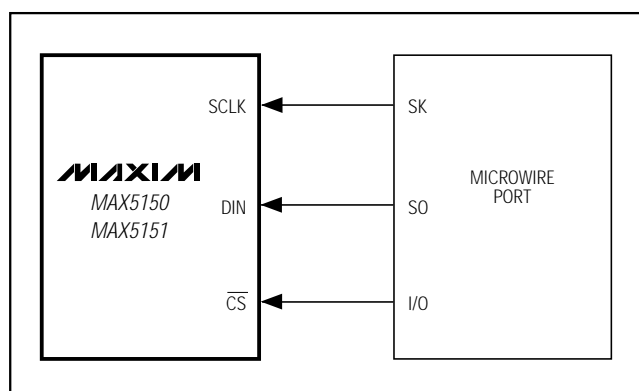 SCLK
SK
MAXIM
MAX5150
MAX5151
DIN
SO
MICROWIRE
PORT
CS
I/O